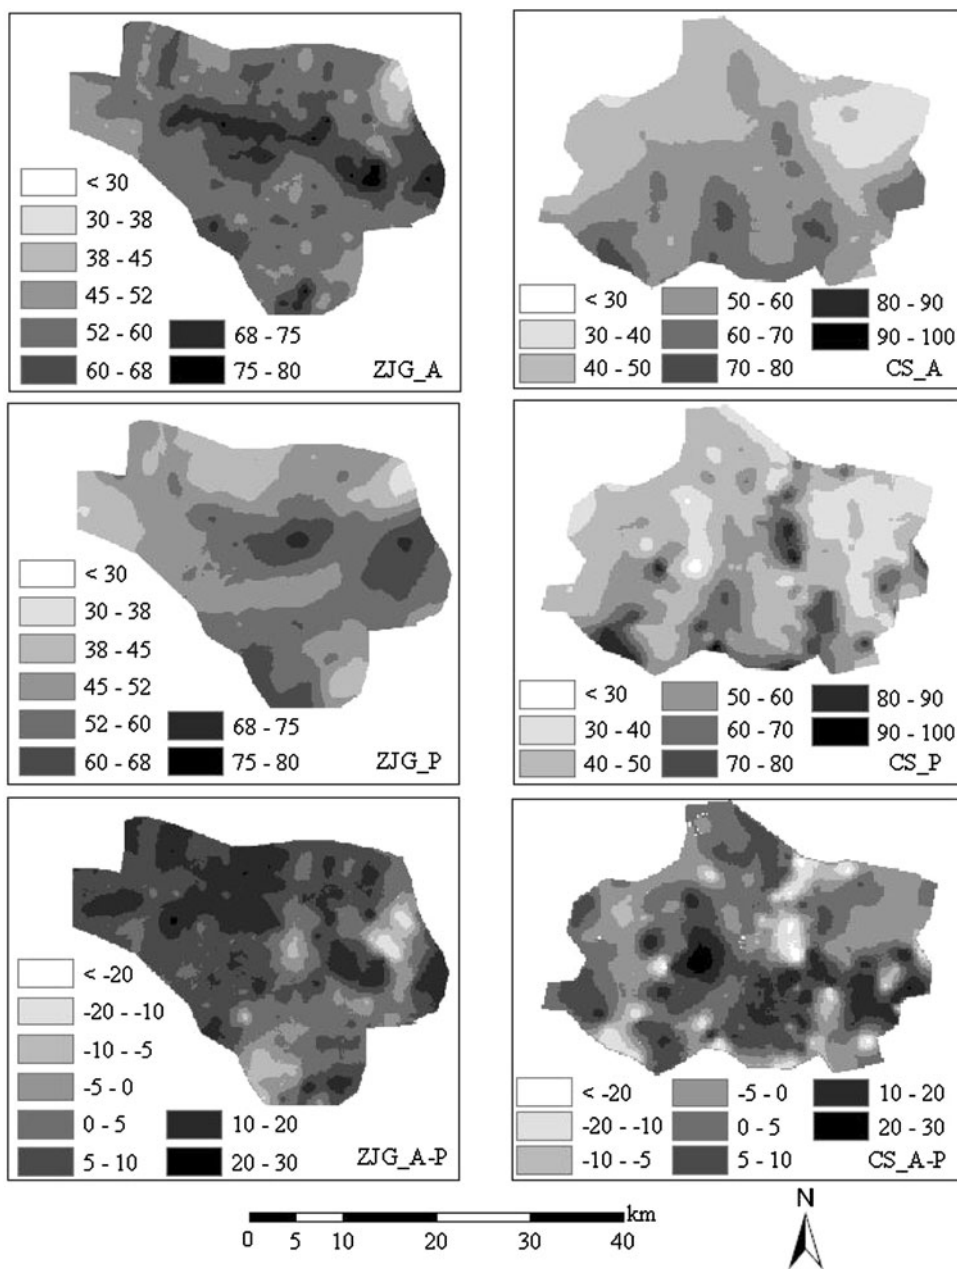 < 30
30 - 38
38 - 45
45 - 52
52 - 60
68 - 75
60 - 68
75 - 80
ZJG_A
< 30
50 - 60
80 - 90
30 - 40
60 - 70
90 - 100
40 - 50
70 - 80
CS_A
< 30
30 - 38
38 - 45
45 - 52
52 - 60
68 - 75
60 - 68
75 - 80
ZJG_P
< 30
50 - 60
80 - 90
30 - 40
60 - 70
90 - 100
40 - 50
70 - 80
CS_P
< -20
-20 - -10
-10 - -5
-5 - 0
0 - 5
10 - 20
5 - 10
20 - 30
ZJG_A-P
< -20
-5 - 0
10 - 20
-20 - -10
0 - 5
20 - 30
-10 - -5
5 - 10
CS_A-P
km
0 5 10 20 30 40
N